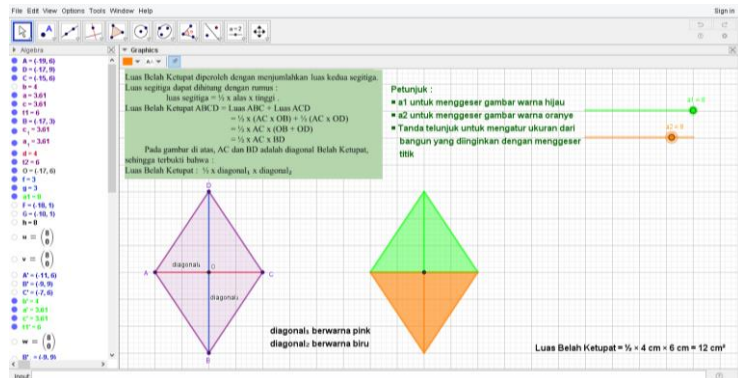 File Edit View Options Tools Window Help
Sign in
Algebra
Graphics
A = (-19, 6)
D = (-17, 9)
C = (-15, 6)
b = 4
a = 3.61
c = 3.61
t1 = 6
B = (-17, 3)
c₁ = 3.61
a₁ = 3.61
d = 4
t2 = 6
O = (-17, 6)
f = 3
g = 3
a1 = 8
F = (-18, 1)
G = (-10, 1)
h = 8
u = (8 0)
v = (8 0)
A' = (-11, 6)
B' = (-9, 9)
C' = (-7, 6)
b' = 4
a' = 3.61
c' = 3.61
Luas Belah Ketupat diperoleh dengan menjumlahkan luas kedua segitiga.
Luas segitiga dapat dihitung dengan rumus :
luas segitiga = ½ x alas x tinggi .
Luas Belah Ketupat ABCD = Luas ABC + Luas ACD
= ½ x (AC x OB) + ½ (AC x OD)
= ½ x AC x (OB + OD)
= ½ x AC x BD
Pada gambar di atas, AC dan BD adalah diagonal Belah Ketupat,
sehingga terbukti bahwa :
Luas Belah Ketupat : ½ x diagonal₁ x diagonal₂
Petunjuk :
a1 untuk menggeser gambar warna hijau
a2 untuk menggeser gambar warna oranye
Tanda telunjuk untuk mengatur ukuran dari
bangun yang diinginkan dengan menggeser
titik
a1 = 8
a2 = 8
D
A
diagonal₁
O
C
diagonal₂
B
diagonal₁ berwarna pink
diagonal₂ berwarna biru
Luas Belah Ketupat = ½ × 4 cm × 6 cm = 12 cm²
Input: